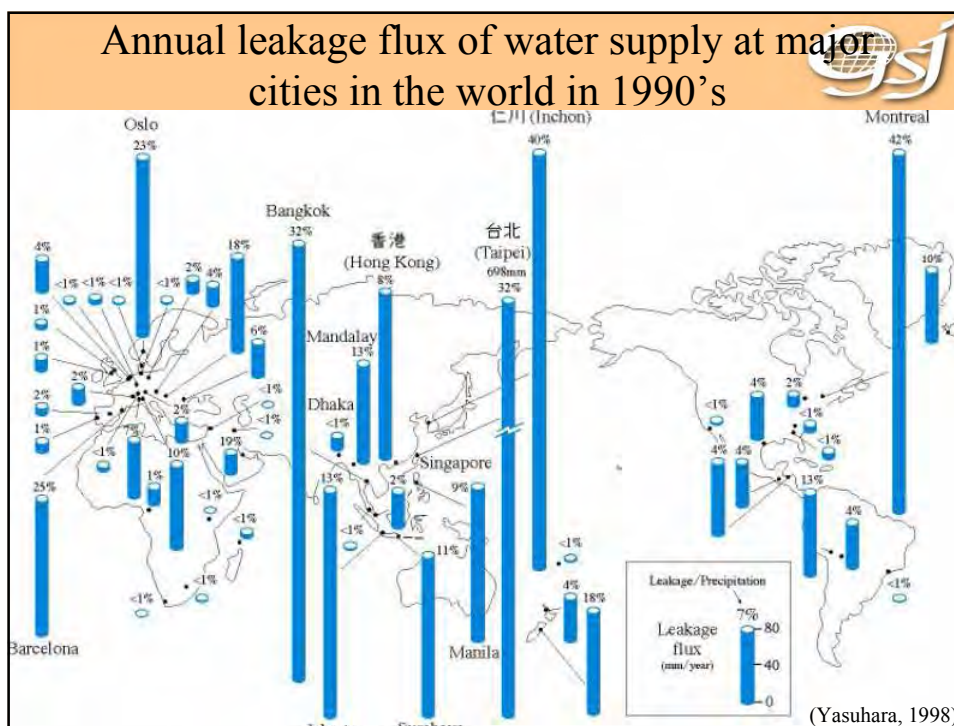 Annual leakage flux of water supply at major
cities in the world in 1990's
gsj
Oslo
23%
仁川 (Inchon)
40%
Montreal
42%
Bangkok
32%
香港
(Hong Kong)
8%
台北
(Taipei)
698mm
32%
4%
<1%
<1%
<1%
<1%
2%
4%
18%
10%
1%
1%
2%
6%
Mandalay
13%
2%
1%
2%
<1%
<1%
Dhaka
<1%
4%
2%
<1%
<1%
<1%
7%
<1%
10%
19%
1%
<1%
<1%
Singapore
2%
9%
13%
4%
4%
13%
4%
25%
<1%
<1%
<1%
11%
<1%
4%
18%
<1%
Barcelona
Manila
Leakage/Precipitation
7%
Leakage
flux
(mm/year)
80
40
0
(Yasuhara, 1998)